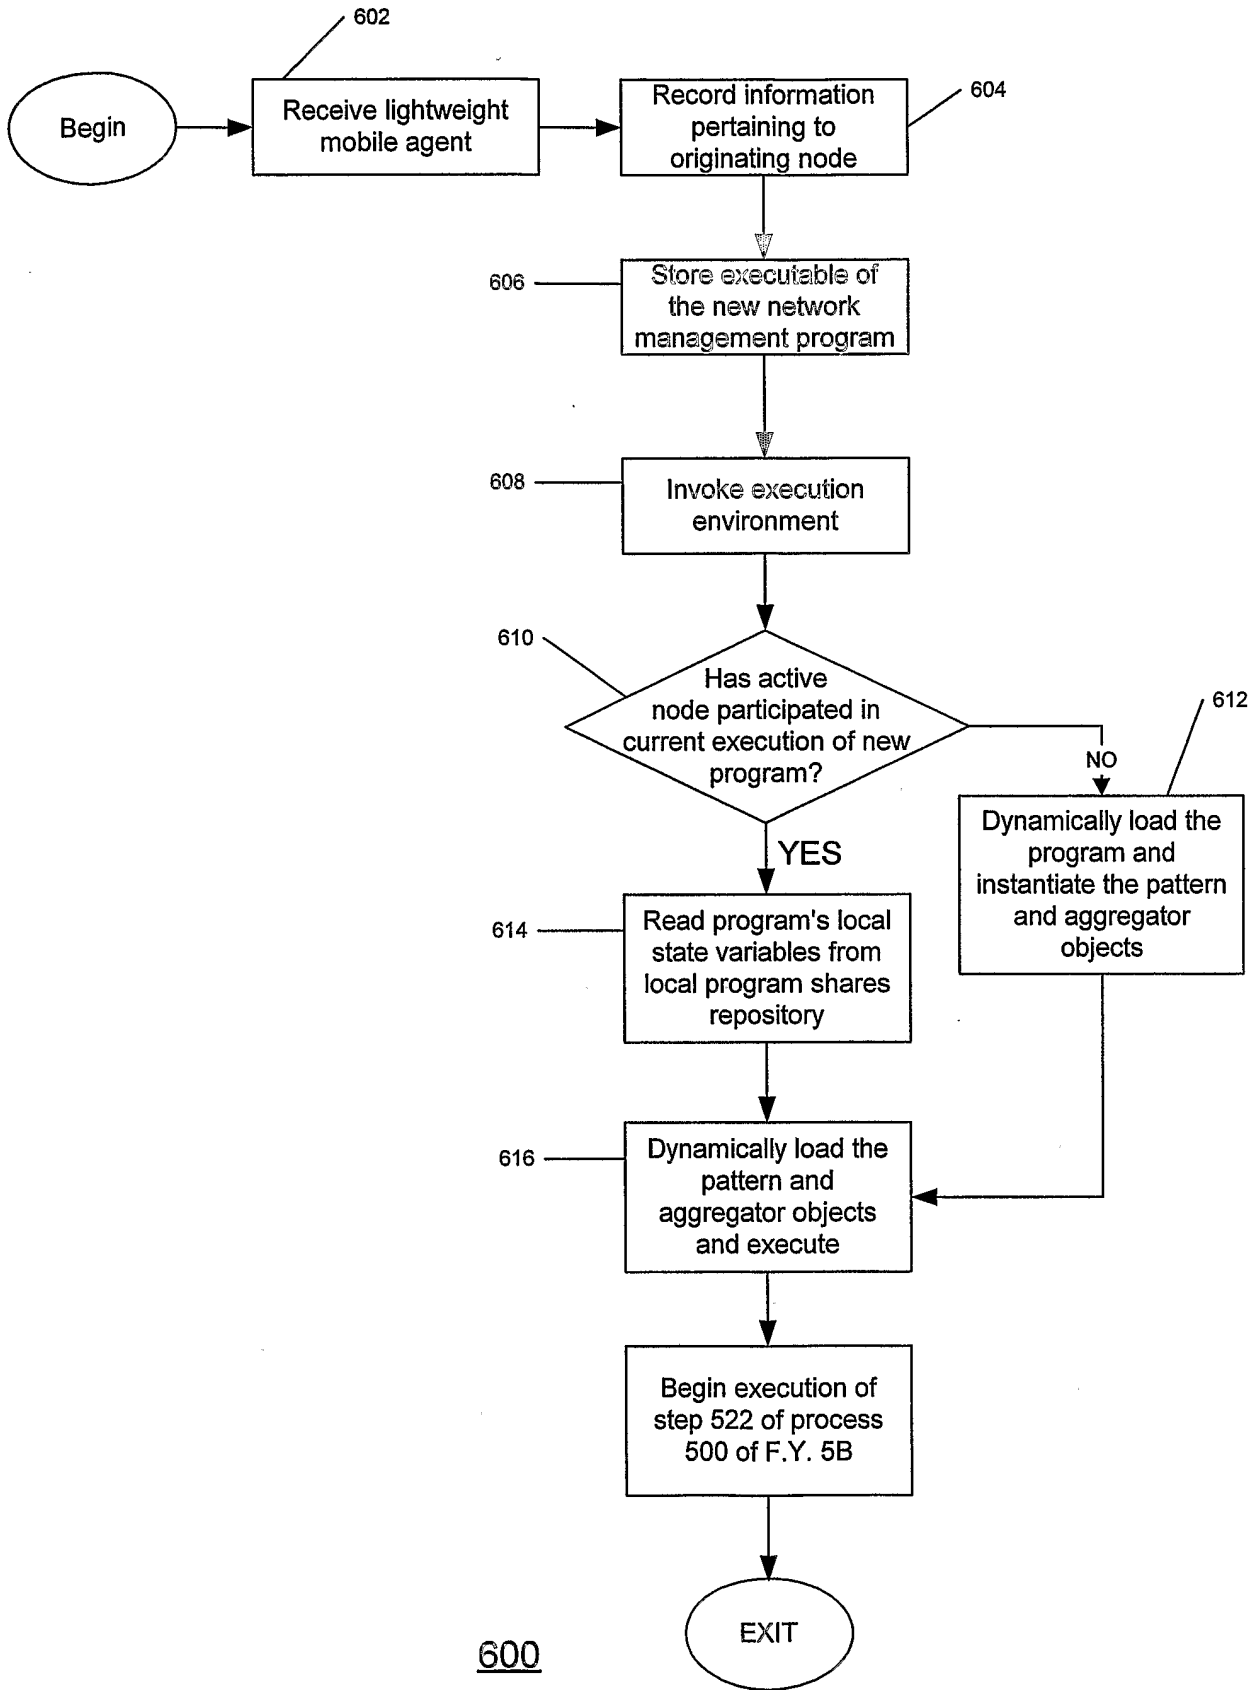 602
Begin
Receive lightweight
mobile agent
Record information
pertaining to
originating node
604
606
Store executable of
the new network
management program
608
Invoke execution
environment
610
Has active
node participated in
current execution of new
program?
NO
612
Dynamically load the
program and
instantiate the pattern
and aggregator
objects
YES
614
Read program's local
state variables from
local program shares
repository
616
Dynamically load the
pattern and
aggregator objects
and execute
Begin execution of
step 522 of process
500 of F.Y. 5B
EXIT
600